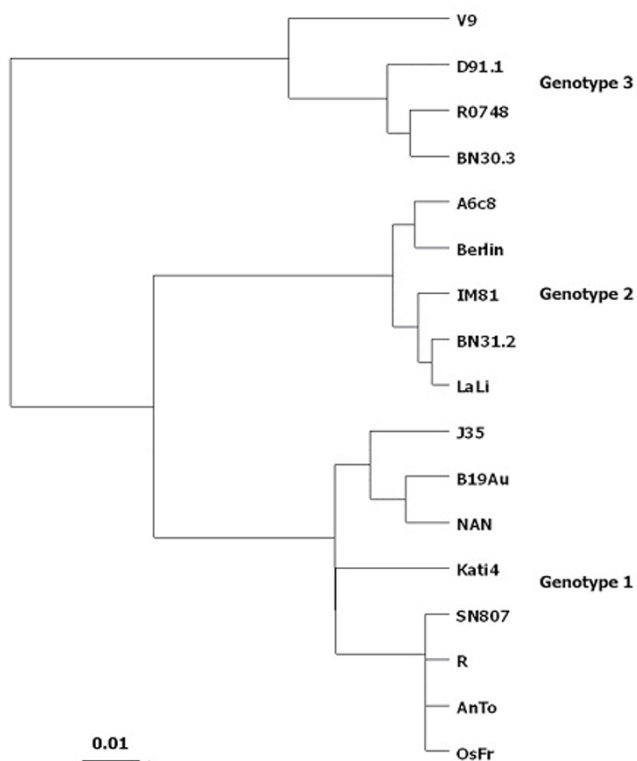 V9
D91.1
Genotype 3
R0748
BN30.3
A6c8
Berlin
IM81
Genotype 2
BN31.2
LaLi
J35
B19Au
NAN
Kati4
Genotype 1
SN807
R
AnTo
0.01
OsFr